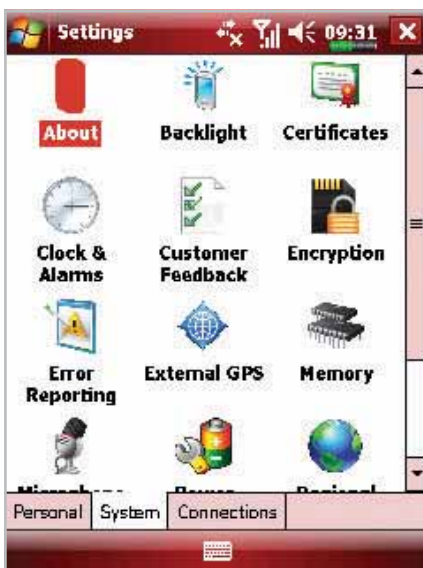 Settings 09:31
About Backlight Certificates
Clock & Alarms Customer Feedback Encryption
Error Reporting External GPS Memory
Personal System Connections